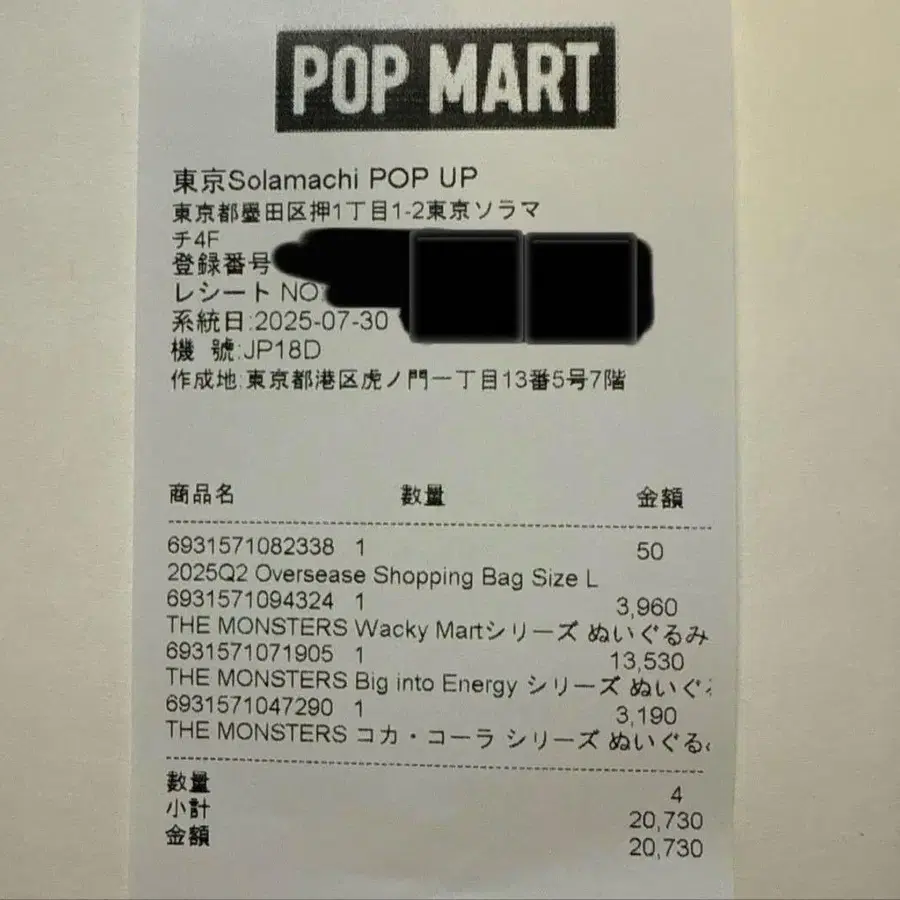 POP MART
東京Solamachi POP UP
東京都墨田区押1丁目1-2東京ソラマ
チ4F
登録番号
レシート NO:
系統日:2025-07-30
機 號:JP18D
作成地:東京都港区虎ノ門一丁目13番5号7階
商品名 数量 金額
6931571082338 1 50
2025Q2 Oversease Shopping Bag Size L
6931571094324 1 3,960
THE MONSTERS Wacky Martシリーズ ぬいぐるみ
6931571071905 1 13,530
THE MONSTERS Big into Energy シリーズ ぬいぐ
6931571047290 1 3,190
THE MONSTERS コカ・コーラ シリーズ ぬいぐる
数量 4
小計 20,730
金額 20,730